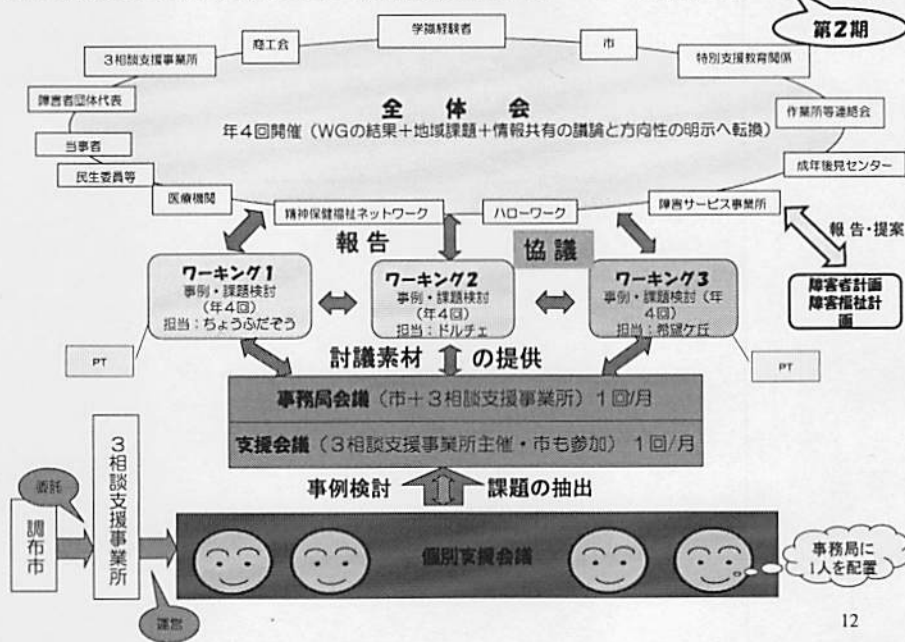 第2期
学識経験者
商工会
市
3相談支援事業所
特別支援教育関係
障害者団体代表
全体会
作業所等連絡会
年4回開催（WGの結果＋地域課題＋情報共有の議論と方向性の明示へ転換）
当事者
成年後見センター
民生委員等
医療機関
精神保健福祉ネットワーク
ハローワーク
障害サービス事業所
報告
協議
報告・提案
ワーキング1
事例・課題検討
（年4回）
担当：ちょうふだぞう
ワーキング2
事例・課題検討
（年4回）
担当：ドルチェ
ワーキング3
事例・課題検討（年
4回）
担当：希望ケ丘
障害者計画
障害福祉計
画
PT
討議素材 の提供
PT
事務局会議（市＋3相談支援事業所）1回/月
支援会議（3相談支援事業所主催・市も参加）1回/月
事例検討 課題の抽出
調布市
委託
3相談支援事業所
運営
個別支援会議
事務局に
1人を配置
12